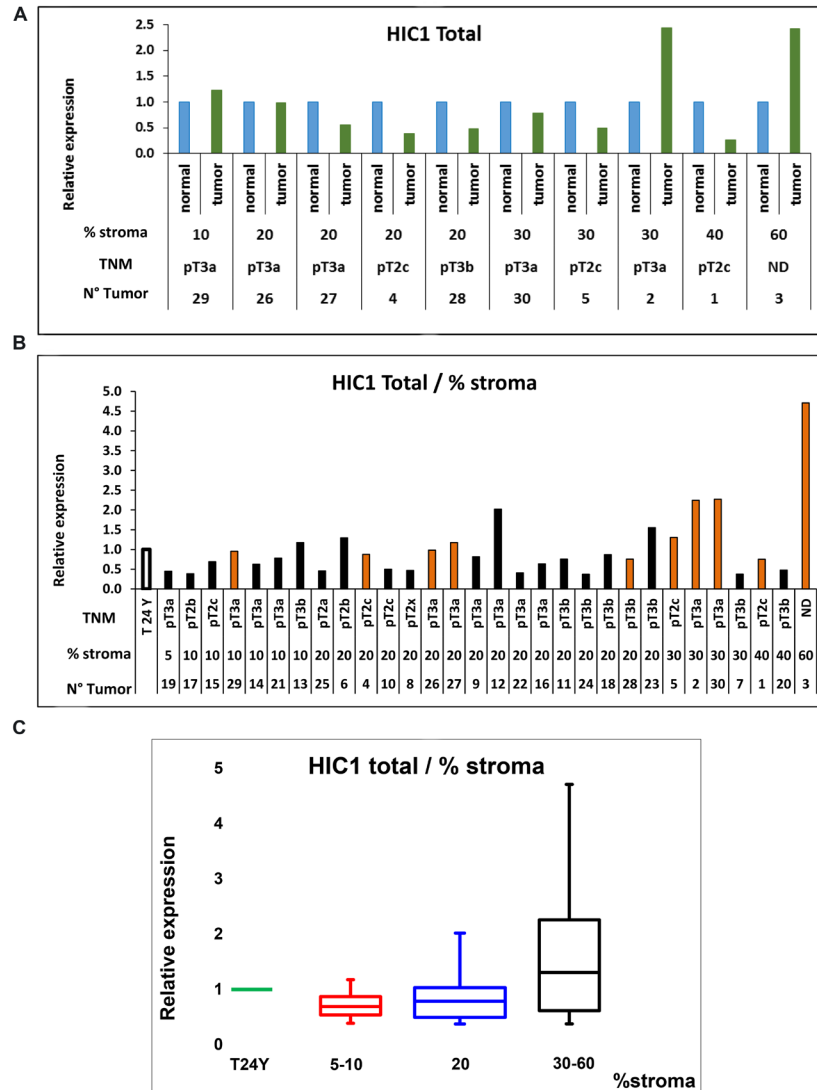 A
HIC1 Total
Relative expression
2.5
2.0
1.5
1.0
0.5
0.0
normal tumor normal tumor normal tumor normal tumor normal tumor normal tumor normal tumor normal tumor normal tumor normal tumor
% stroma 10 20 20 20 20 30 30 30 40 60
TNM pT3a pT3a pT3a pT2c pT3b pT3a pT2c pT3a pT2c ND
N° Tumor 29 26 27 4 28 30 5 2 1 3
B
HIC1 Total / % stroma
Relative expression
5.0
4.5
4.0
3.5
3.0
2.5
2.0
1.5
1.0
0.5
0.0
TNM T 24 Y pT3a pT2b pT2c pT3a pT3a pT3a pT3b pT2a pT2b pT2c pT2c pT2x pT3a pT3a pT3a pT3a pT3a pT3a pT3b pT3b pT3b pT3b pT3b pT2c pT3a pT3a pT3b pT2c pT3b ND
% stroma 5 10 10 10 10 10 10 20 20 20 20 20 20 20 20 20 20 20 20 20 20 20 20 30 30 30 30 40 40 60
N° Tumor 19 17 15 29 14 21 13 25 6 4 10 8 26 27 9 12 22 16 11 24 18 28 23 5 2 30 7 1 20 3
C
HIC1 total / % stroma
Relative expression
5
4
3
2
1
0
T24Y 5-10 20 30-60
%stroma